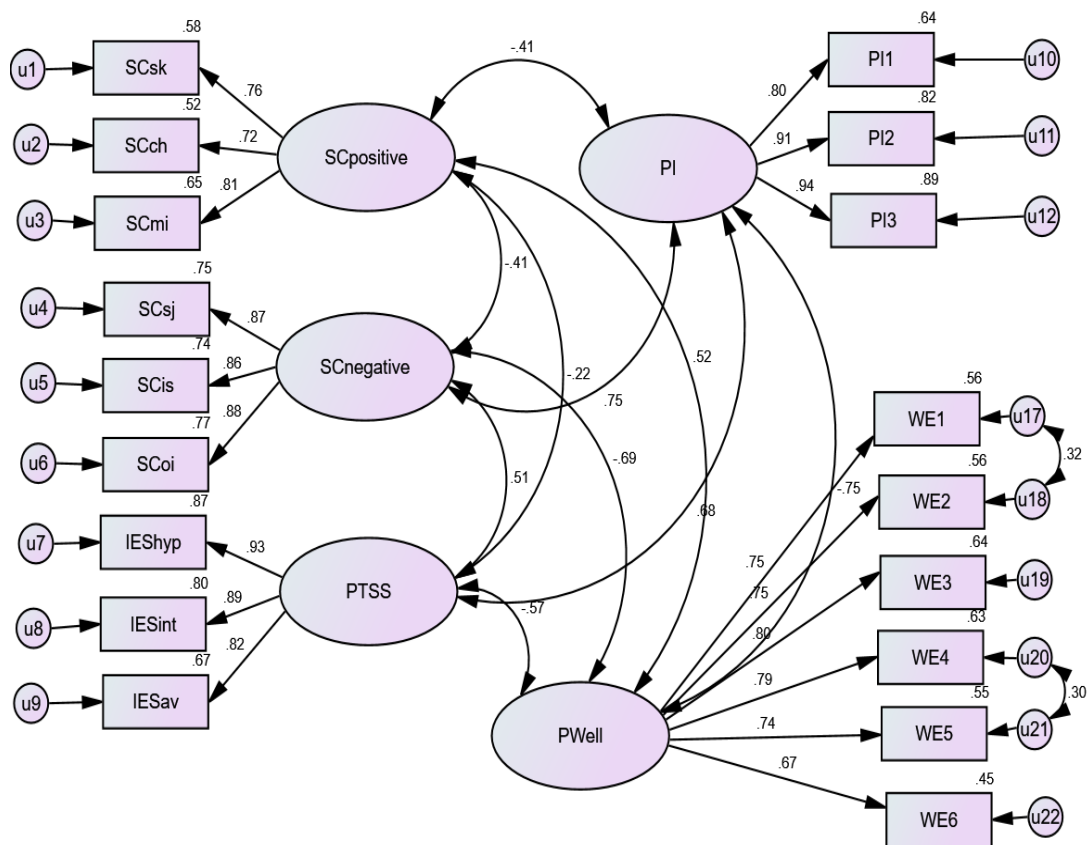 .58
u1
SCsk
.76
.52
u2
SCch
.72
.65
u3
SCmi
.81
SCpositive
-.41
PI
.64
.80
PI1
u10
.82
.91
PI2
u11
.89
.94
PI3
u12
.75
u4
SCsj
.87
.74
u5
SCis
.86
.77
u6
SCoi
.88
SCnegative
-.41
-.22
.75
.52
-.69
.51
.68
-.75
.87
u7
IEShyp
.93
.80
u8
IESint
.89
.67
u9
IESav
.82
PTSS
-.57
PWell
.56
.75
WE1
u17
.32
.56
.75
WE2
u18
.64
.80
WE3
u19
.63
.79
WE4
u20
.30
.55
.74
WE5
u21
.45
.67
WE6
u22